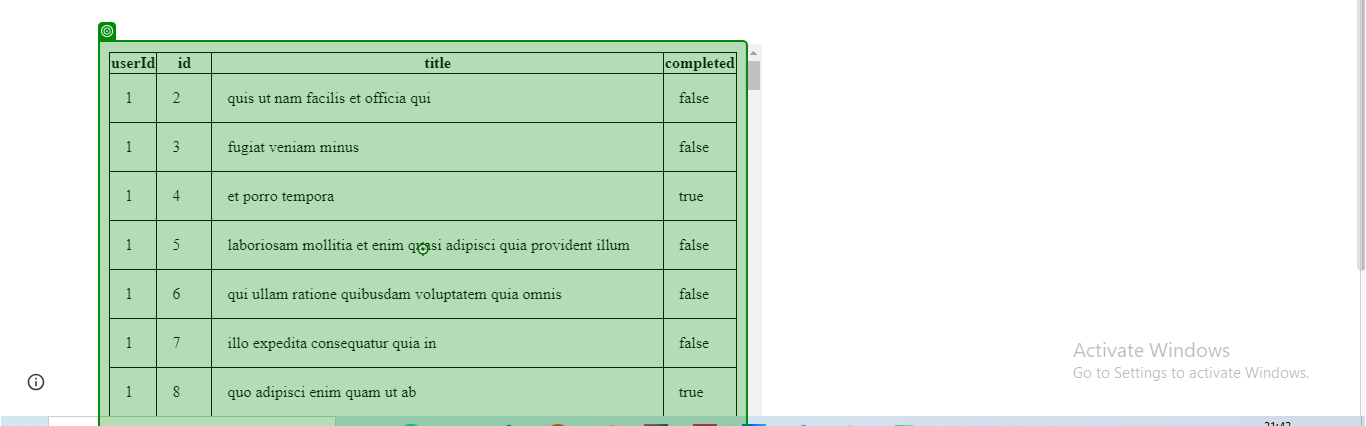 userId id title completed
1 2 quis ut nam facilis et officia qui false
1 3 fugiat veniam minus false
1 4 et porro tempora true
1 5 laboriosam mollitia et enim quasi adipisci quia provident illum false
1 6 qui ullam ratione quibusdam voluptatem quia omnis false
1 7 illo expedita consequatur quia in false
1 8 quo adipisci enim quam ut ab true
Activate Windows
Go to Settings to activate Windows.